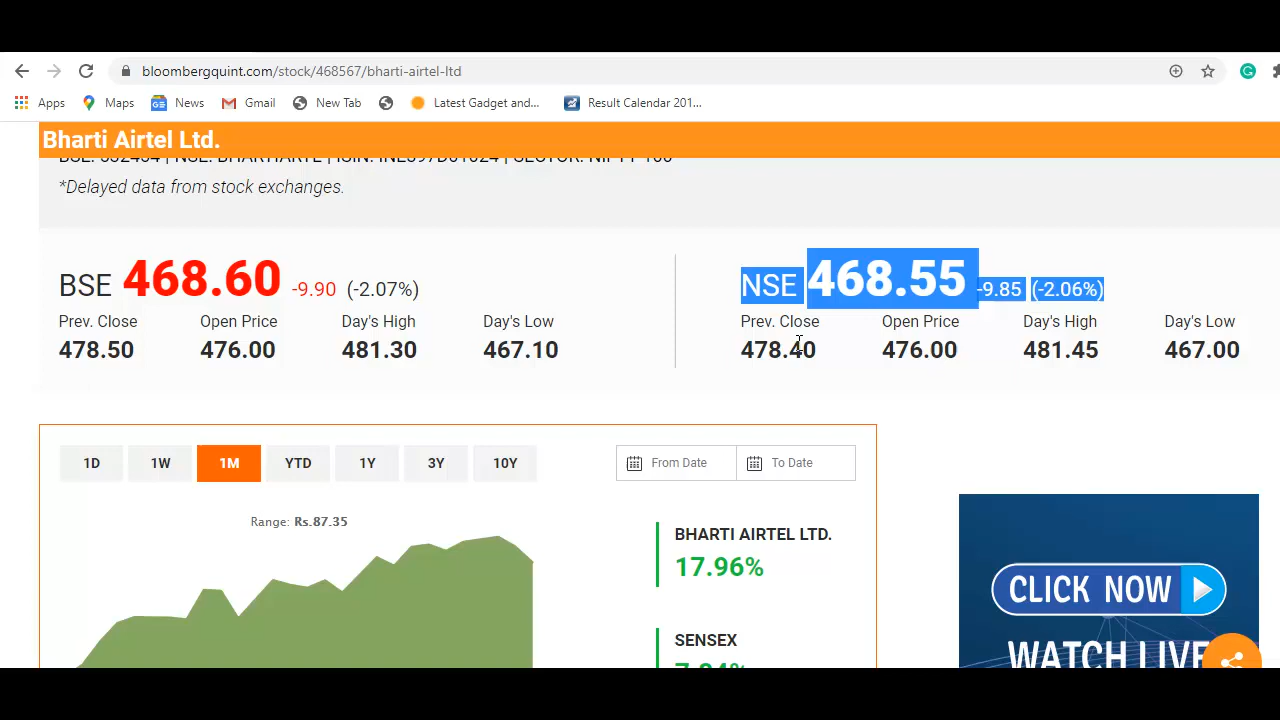 bloombergquint.com/stock/468567/bharti-airtel-ltd
Apps Maps News Gmail New Tab Latest Gadget and... Result Calendar 201...
Bharti Airtel Ltd.
*Delayed data from stock exchanges.
BSE 468.60 -9.90 (-2.07%)
Prev. Close Open Price Day's High Day's Low
478.50 476.00 481.30 467.10
NSE 468.55 -9.85 (-2.06%)
Prev. Close Open Price Day's High Day's Low
478.40 476.00 481.45 467.00
1D 1W 1M YTD 1Y 3Y 10Y
From Date To Date
Range: Rs.87.35
BHARTI AIRTEL LTD.
17.96%
SENSEX
CLICK NOW
WATCH LIVE